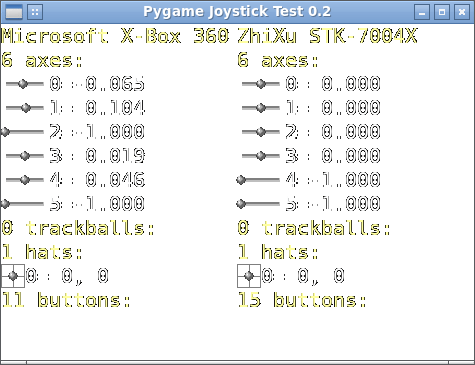 Pygame Joystick Test 0.2
Microsoft X-Box 360
6 axes:
0:-0.065
1: 0.104
2:-1.000
3: 0.019
4:-0.046
5:-1.000
0 trackballs:
1 hats:
0: 0, 0
11 buttons:
ZhiXu STK-7004X
6 axes:
0: 0.000
1: 0.000
2: 0.000
3: 0.000
4:-1.000
5:-1.000
0 trackballs:
1 hats:
0: 0, 0
15 buttons: